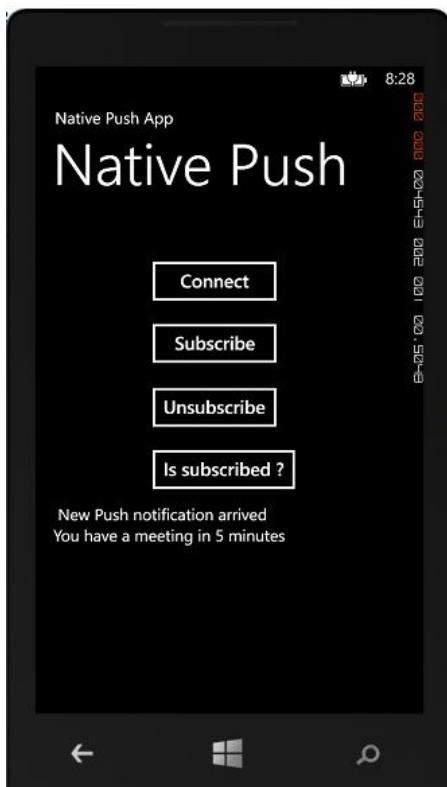 8:28
Native Push App
Native Push
Connect
Subscribe
Unsubscribe
Is subscribed ?
New Push notification arrived
You have a meeting in 5 minutes